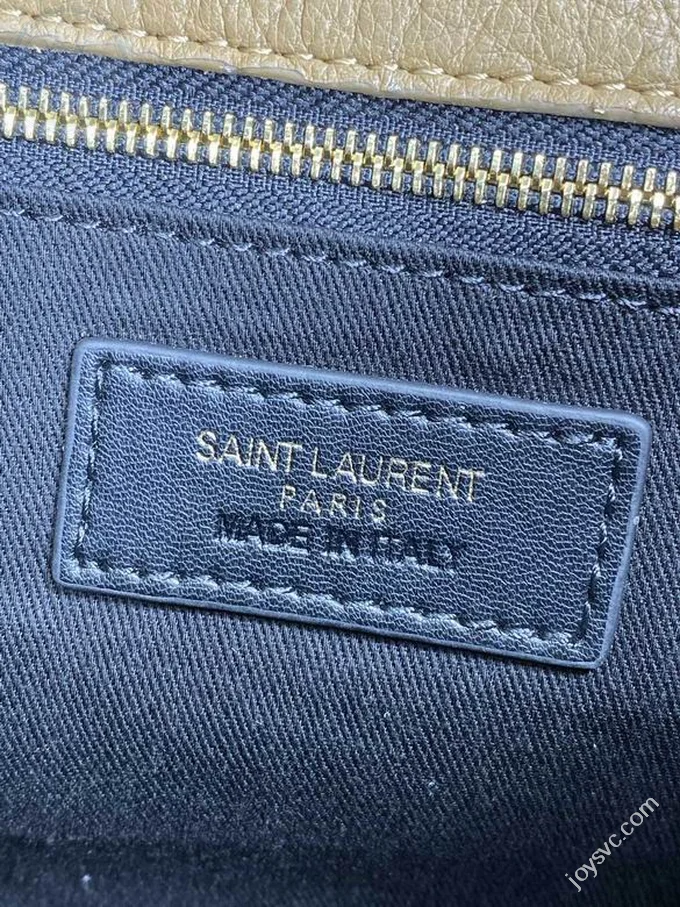 SAINT LAURENT
PARIS
MADE IN ITALY
joysvc.com